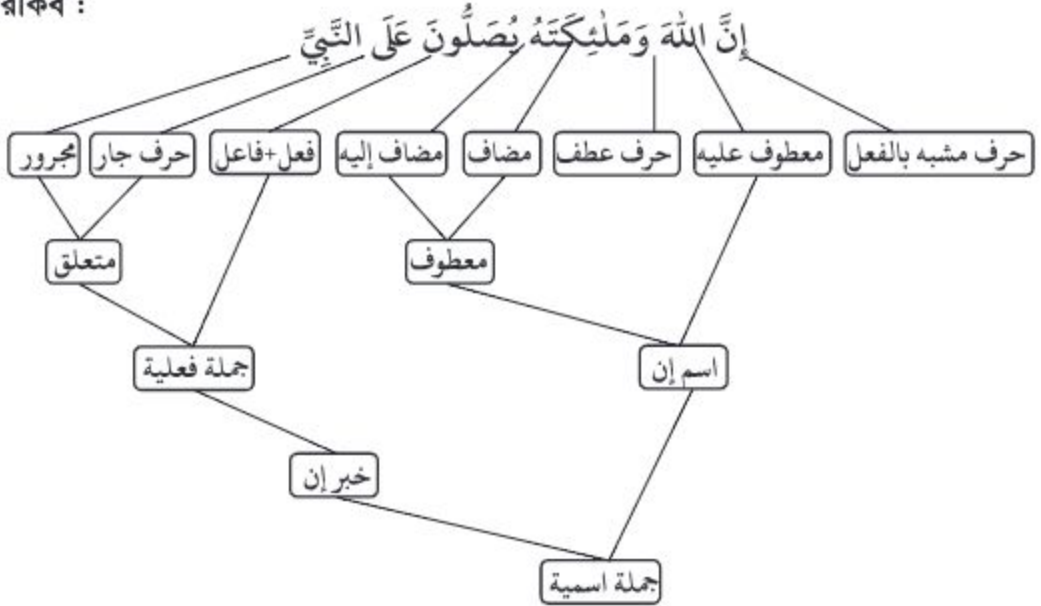 রাকিব :
إِنَّ اللهَ وَمَلٰئِكَتَهُ يُصَلُّونَ عَلَى النَّبِيِّ
حرف مشبه بالفعل
معطوف عليه
حرف عطف
مضاف
مضاف إليه
فعل+فاعل
حرف جار
مجرور
معطوف
متعلق
اسم إن
جملة فعلية
خبر إن
جملة اسمية